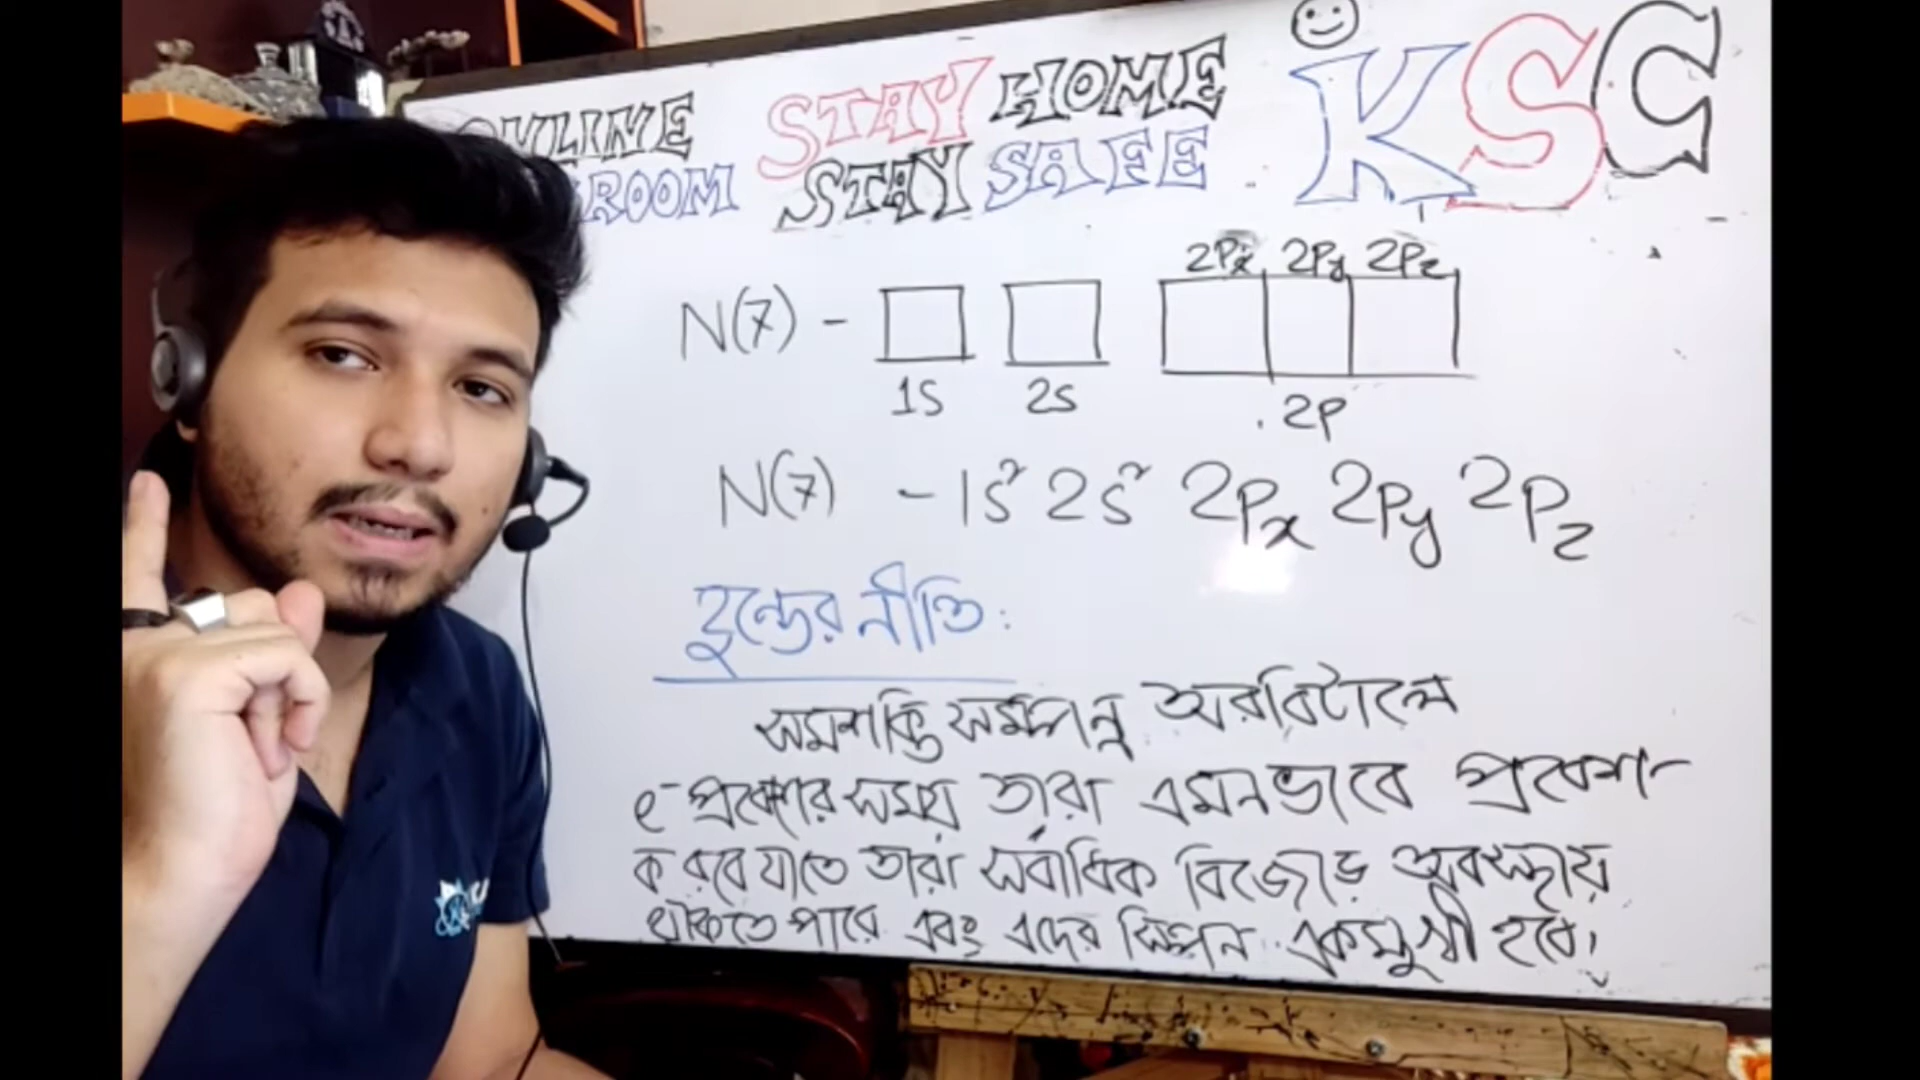 ONLINE STAY HOME KSC
ROOM STAY SAFE
2Px 2Py 2Pz
N(7) -
1S 2S 2P
N(7) - 1S² 2S² 2Px 2Py 2Pz
হুন্ডের নীতি:
সমশক্তি সম্পন্ন অরবিটালে
e⁻ প্রবেশের সময় তারা এমনভাবে প্রবেশ
করবে যাতে তারা সর্বাধিক বিজোড় অবস্থায়
থাকতে পারে এবং এদের স্পিন একমুখী হবে।